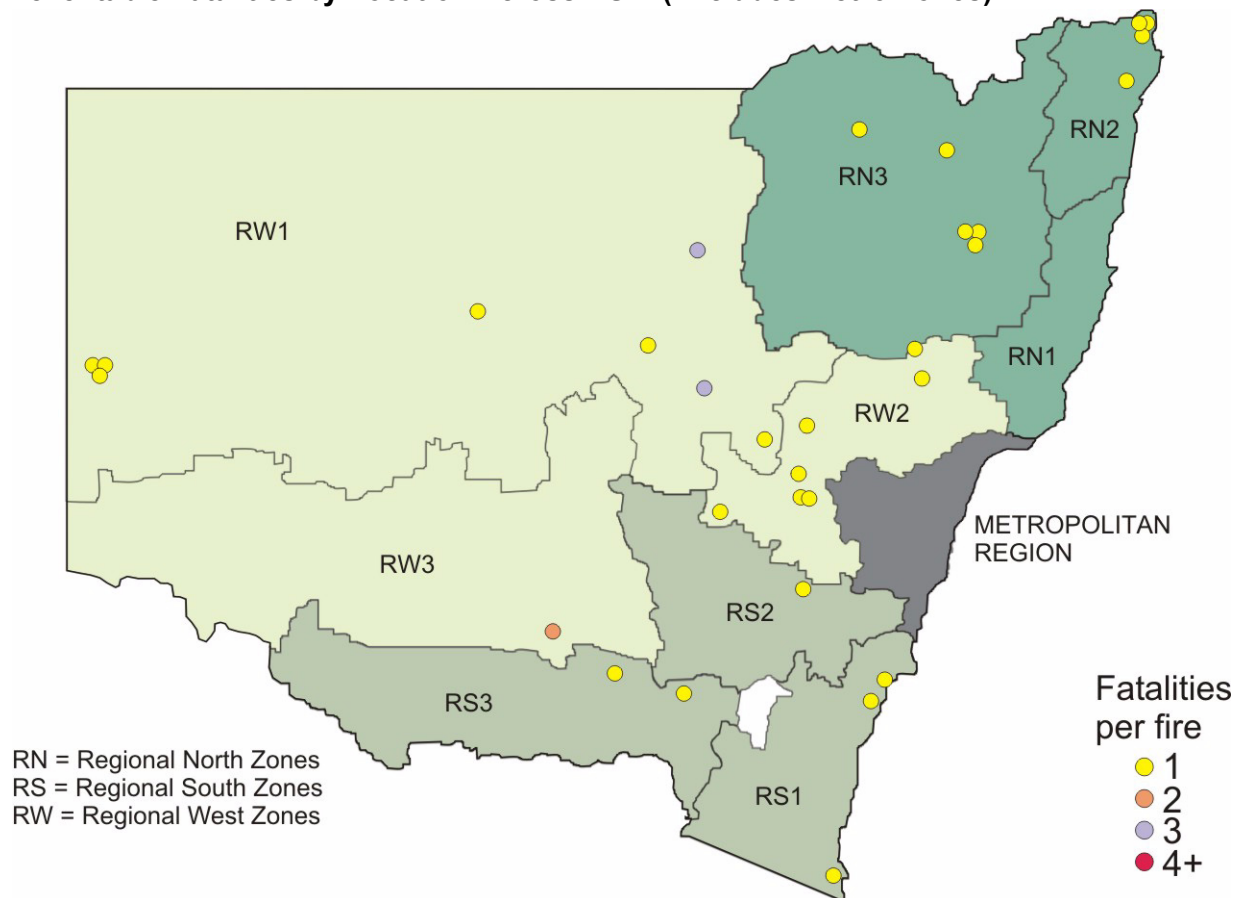 RN2
RN3
RW1
RN1
RW2
METROPOLITAN
REGION
RW3
RS2
RS3
RS1
Fatalities
per fire
1
2
3
4+
RN = Regional North Zones
RS = Regional South Zones
RW = Regional West Zones